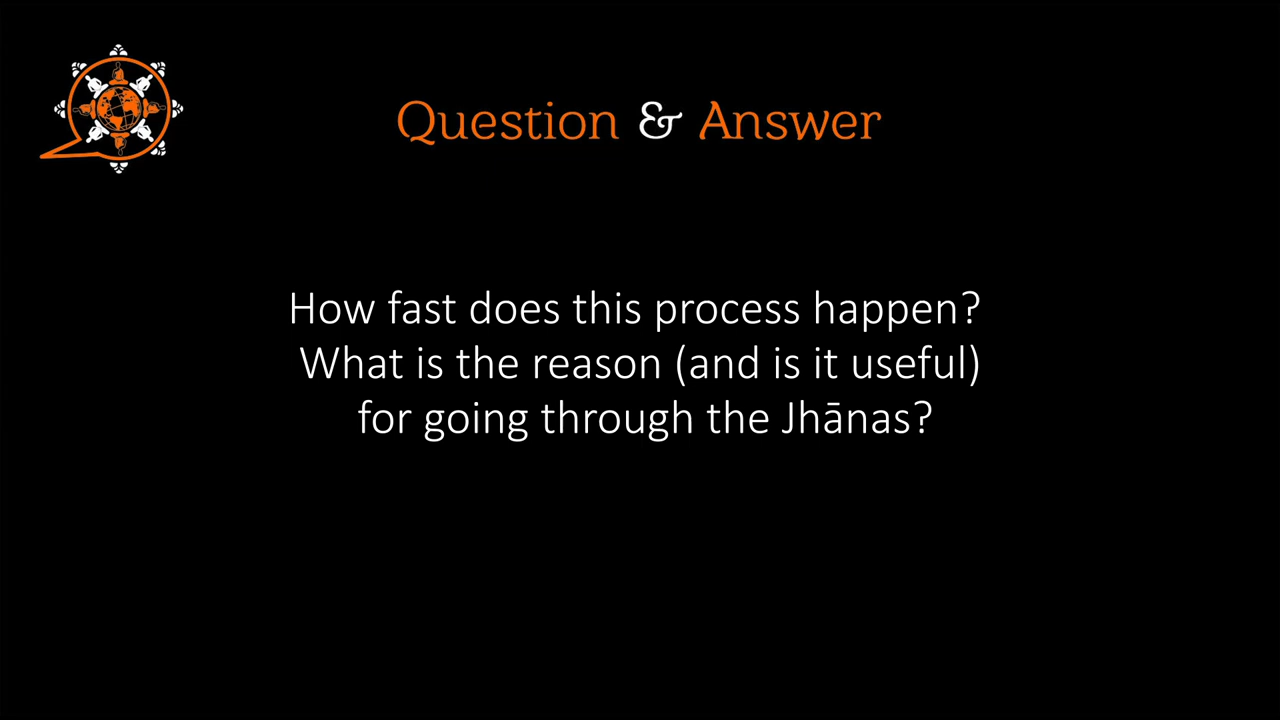 Question & Answer
How fast does this process happen?
What is the reason (and is it useful)
for going through the Jhānas?